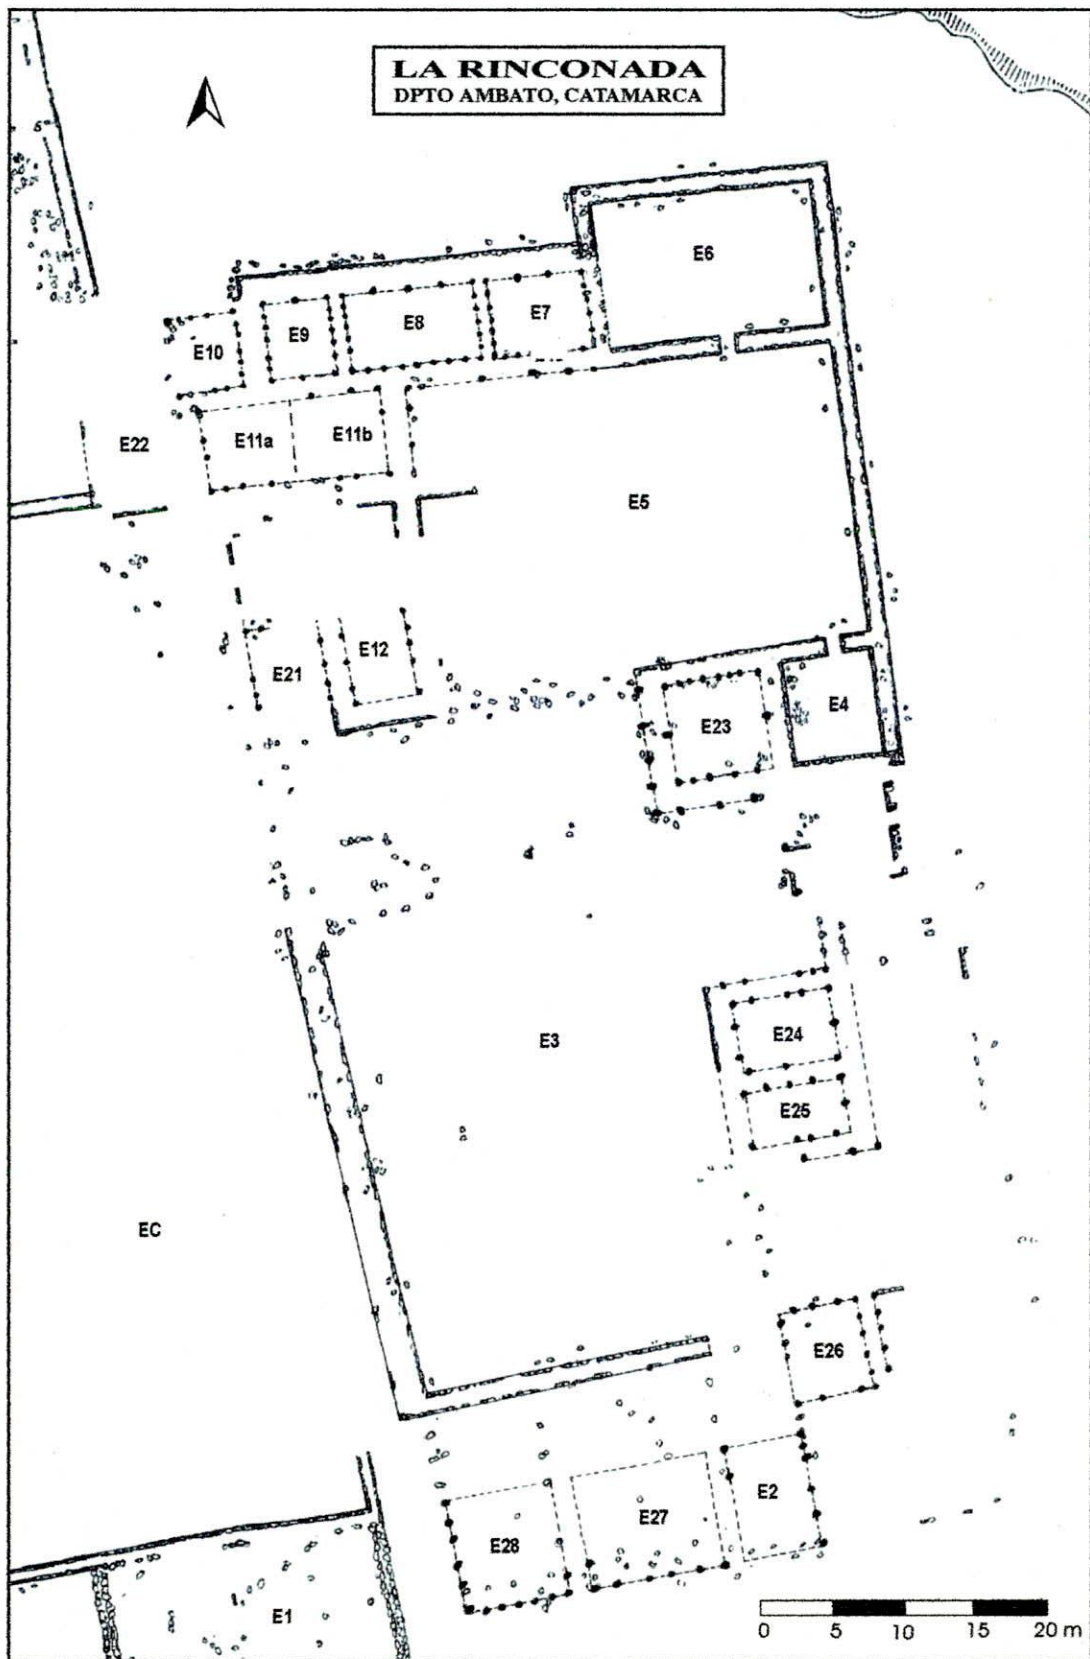 LA RINCONADA
DPTO AMBATO, CATAMARCA
E6
E7
E8
E9
E10
E11a
E11b
E22
E5
E12
E21
E4
E23
E3
E24
E25
EC
E26
E2
E27
E28
E1
0 5 10 15 20 m